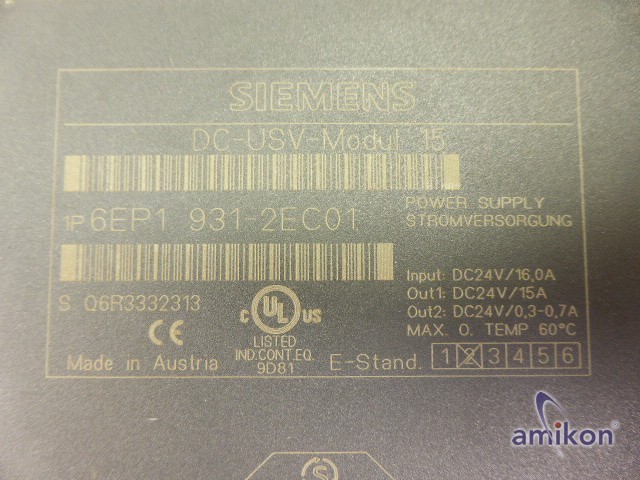 SIEMENS
DC-USV-Modul 15
1P 6EP1 931-2EC01
POWER SUPPLY
STROMVERSORGUNG
S Q6R3332313
Input: DC24V/16,0A
Out1: DC24V/15A
Out2: DC24V/0,3-0,7A
MAX. O. TEMP 60°C
CE
C UL US
LISTED
IND.CONT.EQ.
9D81
Made in Austria
E-Stand. 1 2 3 4 5 6
S
amikon